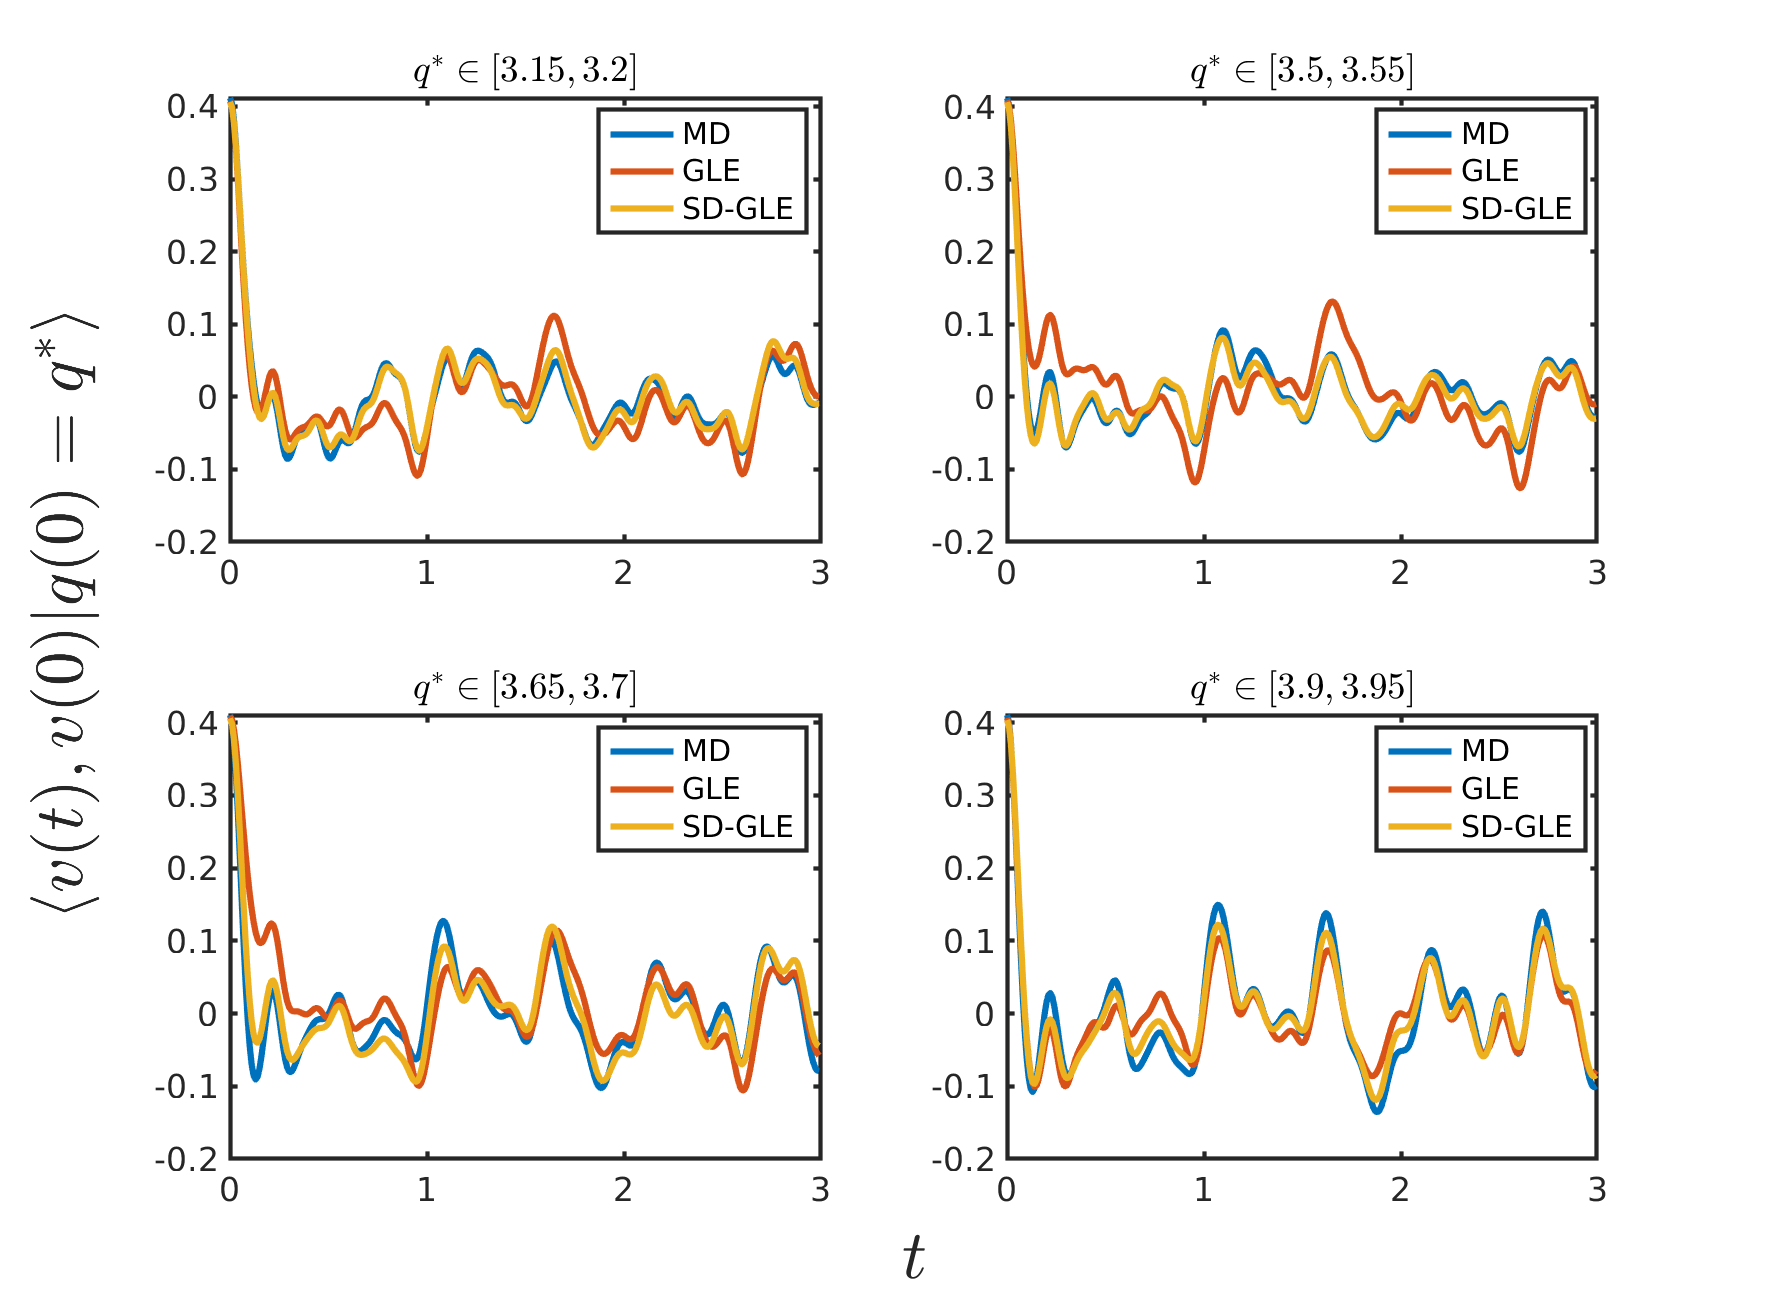 q* ∈ [3.15, 3.2]
0.4
0.3
0.2
0.1
0
-0.1
-0.2
0 1 2 3
MD
GLE
SD-GLE
q* ∈ [3.5, 3.55]
0.4
0.3
0.2
0.1
0
-0.1
-0.2
0 1 2 3
MD
GLE
SD-GLE
⟨v(t), v(0)|q(0) = q*⟩
q* ∈ [3.65, 3.7]
0.4
0.3
0.2
0.1
0
-0.1
-0.2
0 1 2 3
MD
GLE
SD-GLE
q* ∈ [3.9, 3.95]
0.4
0.3
0.2
0.1
0
-0.1
-0.2
0 1 2 3
MD
GLE
SD-GLE
t